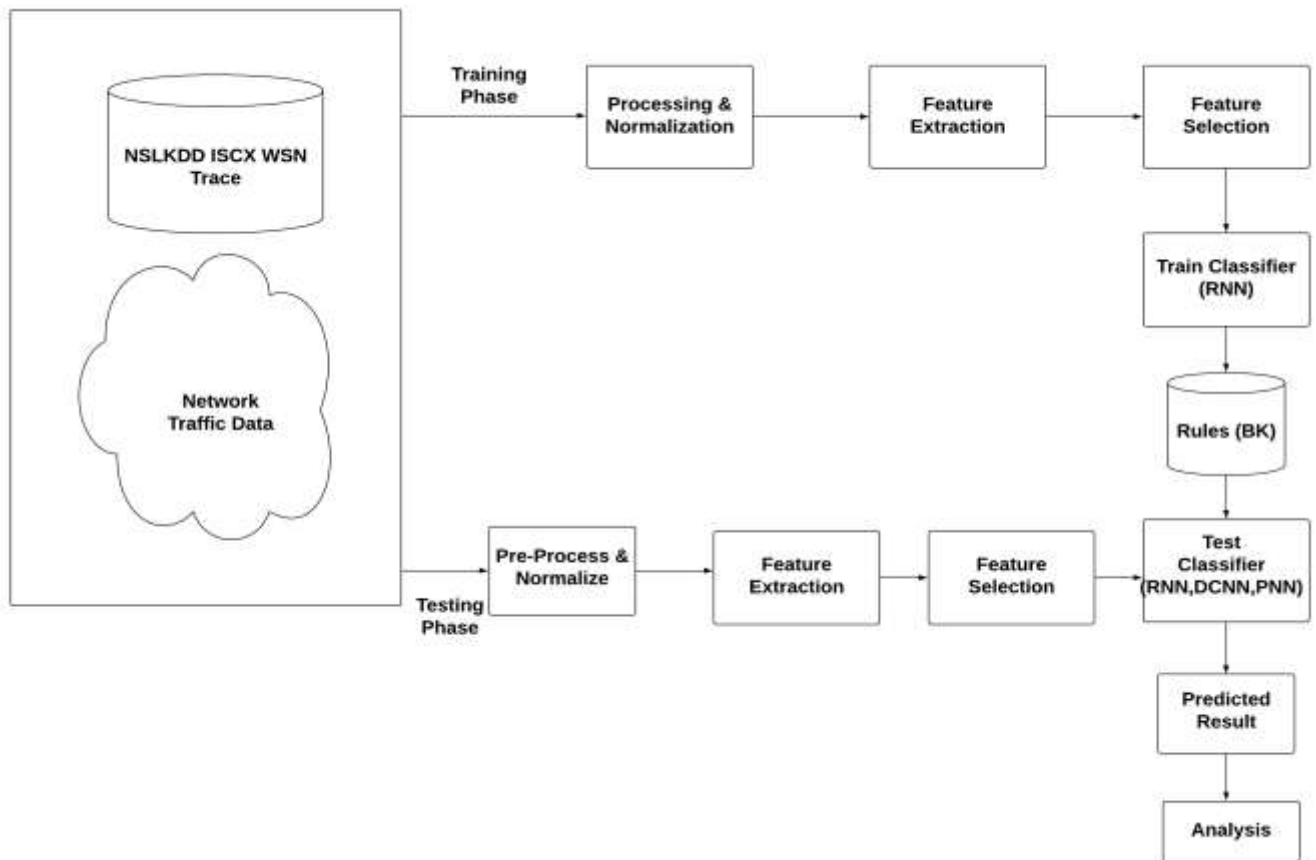 Training
Phase
Processing &
Normalization
Feature
Extraction
Feature
Selection
NSLKDD ISCX WSN
Trace
Train Classifier
(RNN)
Network
Traffic Data
Rules (BK)
Testing
Phase
Pre-Process &
Normalize
Feature
Extraction
Feature
Selection
Test
Classifier
(RNN,DCNN,PNN)
Predicted
Result
Analysis